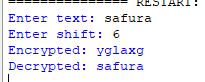 =============== RESTART:
Enter text: safura
Enter shift: 6
Encrypted: yglaxg
Decrypted: safura